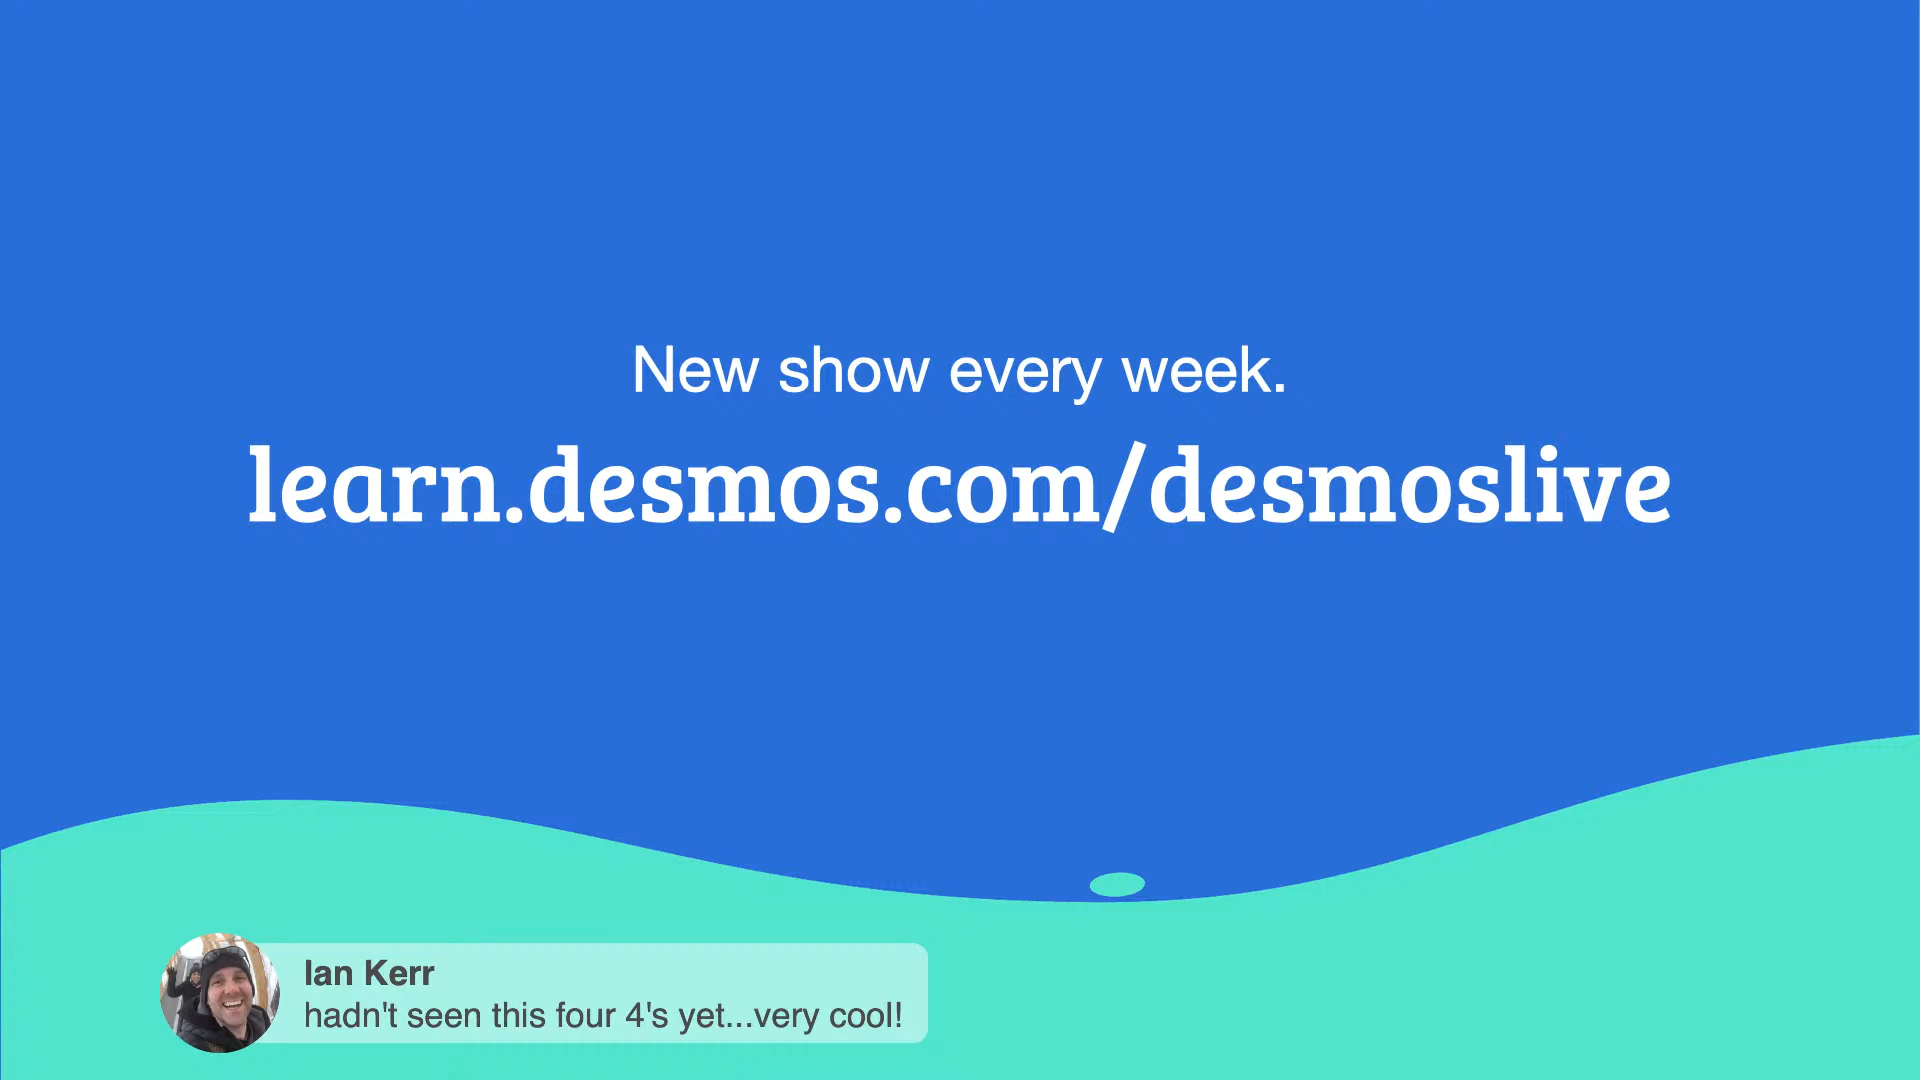 New show every week.
learn.desmos.com/desmoslive
Ian Kerr
hadn't seen this four 4's yet...very cool!